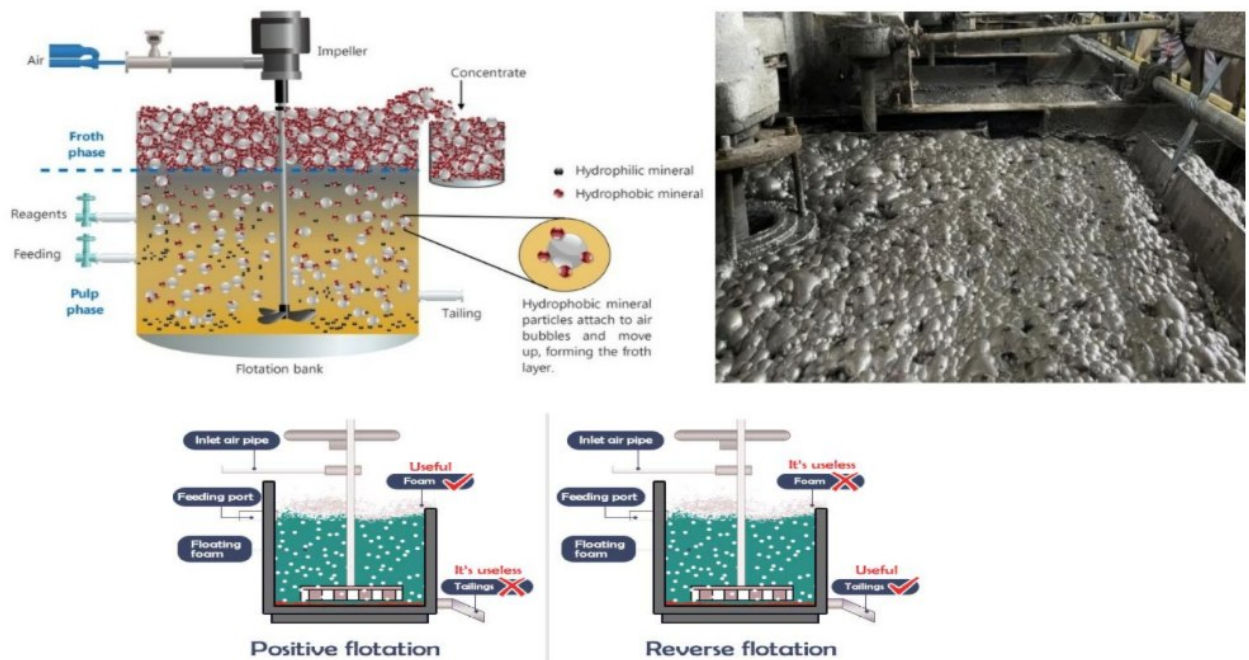 Air
Impeller
Concentrate
Froth
phase
Hydrophilic mineral
Hydrophobic mineral
Reagents
Feeding
Pulp
phase
Tailing
Hydrophobic mineral
particles attach to air
bubbles and move
up, forming the froth
layer.
Flotation bank
Inlet air pipe
Useful
Foam
Feeding port
Floating
foam
It's useless
Tailings
Positive flotation
Inlet air pipe
It's useless
Foam
Feeding port
Floating
foam
Useful
Tailings
Reverse flotation